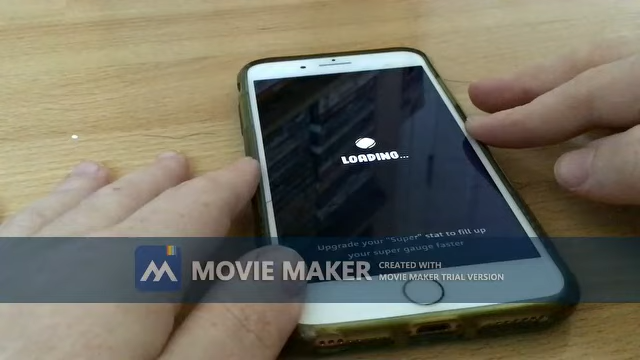 LOADING...
Upgrade your "Super" stat to fill up
your super gauge faster
MOVIE MAKER
CREATED WITH
MOVIE MAKER TRIAL VERSION